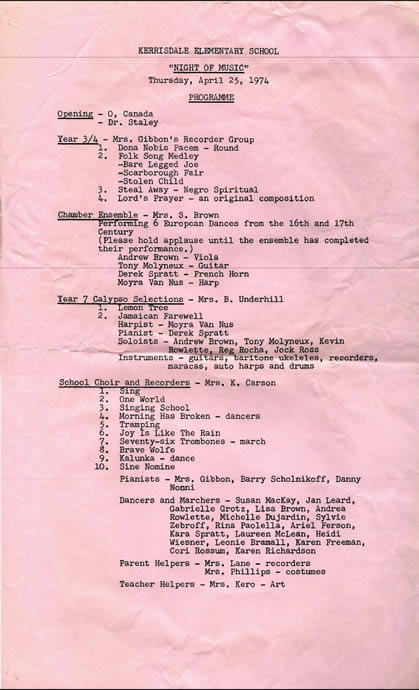 KERRISDALE ELEMENTARY SCHOOL
"NIGHT OF MUSIC"
Thursday, April 25, 1974
PROGRAMME
Opening - O, Canada
- Dr. Staley
Year 3/4 - Mrs. Gibbon's Recorder Group
1. Dona Nobis Pacem - Round
2. Folk Song Medley
-Bare Legged Joe
-Scarborough Fair
-Stolen Child
3. Steal Away - Negro Spiritual
4. Lord's Prayer - an original composition
Chamber Ensemble - Mrs. S. Brown
Performing 6 European Dances from the 16th and 17th
Century
(Please hold applause until the ensemble has completed
their performance.)
Andrew Brown - Viola
Tony Molyneux - Guitar
Derek Spratt - French Horn
Moyra Van Nus - Harp
Year 7 Calypso Selections - Mrs. B. Underhill
1. Lemon Tree
2. Jamaican Farewell
Harpist - Moyra Van Nus
Pianist - Derek Spratt
Soloists - Andrew Brown, Tony Molyneux, Kevin
Rowlette, Reg Rocha, Jock Ross
Instruments - guitars, baritone ukeleles, recorders,
maracas, auto harps and drums
School Choir and Recorders - Mrs. K. Carson
1. Sing
2. One World
3. Singing School
4. Morning Has Broken - dancers
5. Tramping
6. Joy Is Like The Rain
7. Seventy-six Trombones - march
8. Brave Wolfe
9. Kalunka - dance
10. Sine Nomine
Pianists - Mrs. Gibbon, Barry Scholnikoff, Danny
Nonni
Dancers and Marchers - Susan MacKay, Jan Leard,
Gabrielle Grotz, Lisa Brown, Andrea
Rowlette, Michelle Dujardin, Sylvie
Zebroff, Rina Paolella, Ariel Ferson,
Kara Spratt, Laureen McLean, Heidi
Wiesner, Leonie Bramall, Karen Freeman,
Cori Rossum, Karen Richardson
Parent Helpers - Mrs. Lane - recorders
Mrs. Phillips - costumes
Teacher Helpers - Mrs. Kero - Art